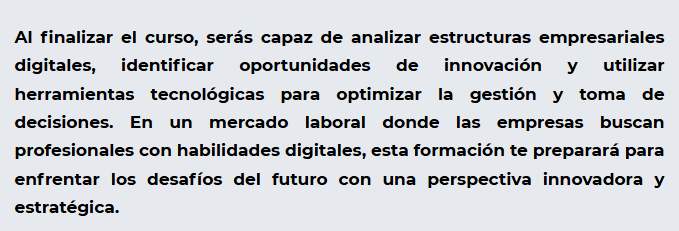 Al finalizar el curso, serás capaz de analizar estructuras empresariales
digitales, identificar oportunidades de innovación y utilizar
herramientas tecnológicas para optimizar la gestión y toma de
decisiones. En un mercado laboral donde las empresas buscan
profesionales con habilidades digitales, esta formación te preparará para
enfrentar los desafíos del futuro con una perspectiva innovadora y
estratégica.